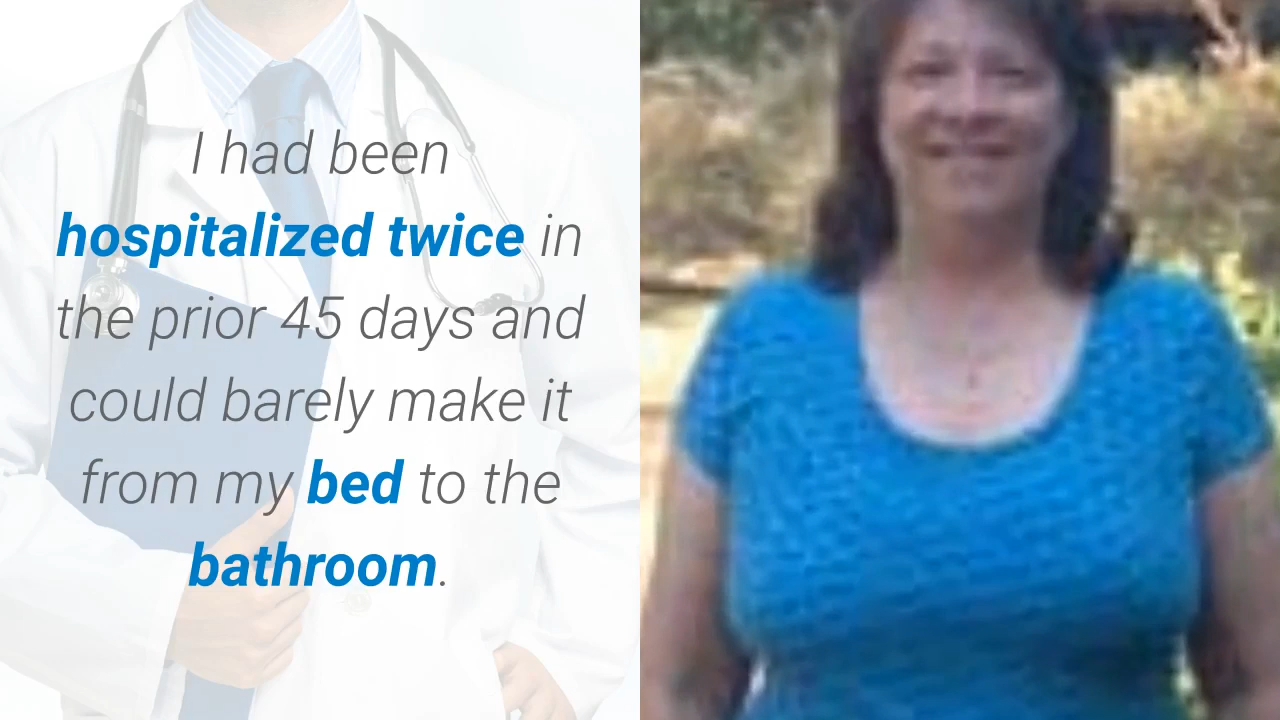 I had been
hospitalized twice in
the prior 45 days and
could barely make it
from my bed to the
bathroom.